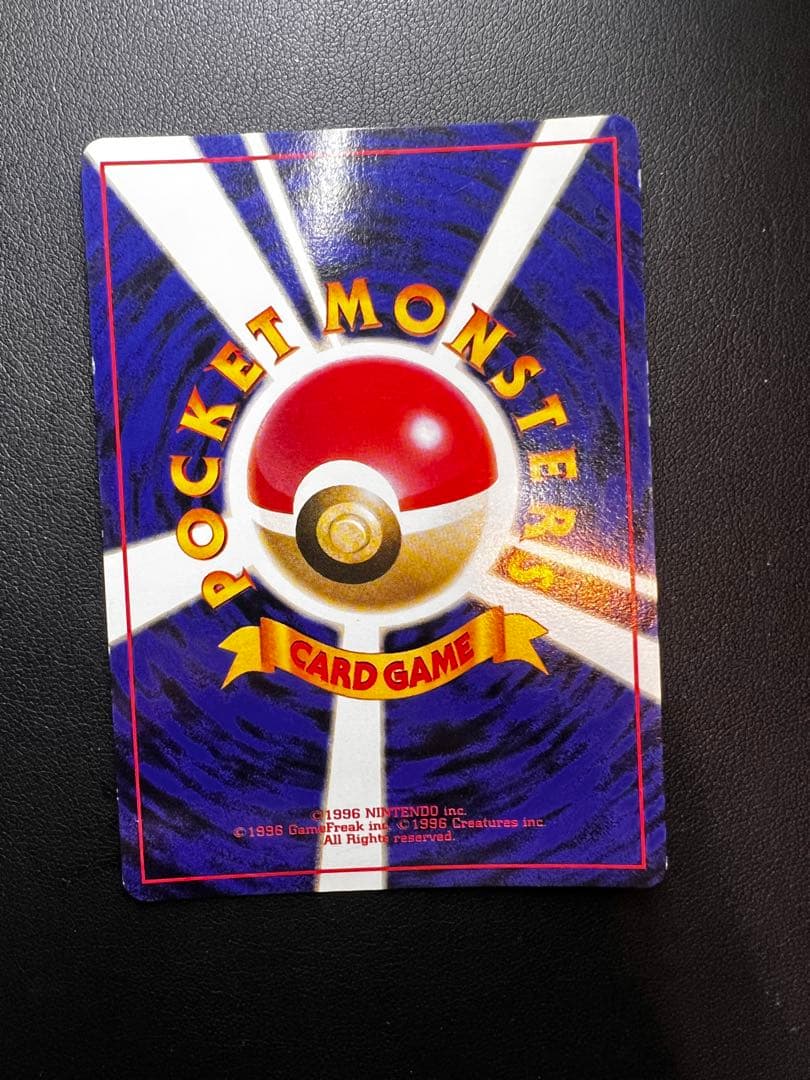 POCKET MONSTERS
CARD GAME
©1996 NINTENDO inc.
©1996 GameFreak inc. ©1996 Creatures inc.
All Rights reserved.